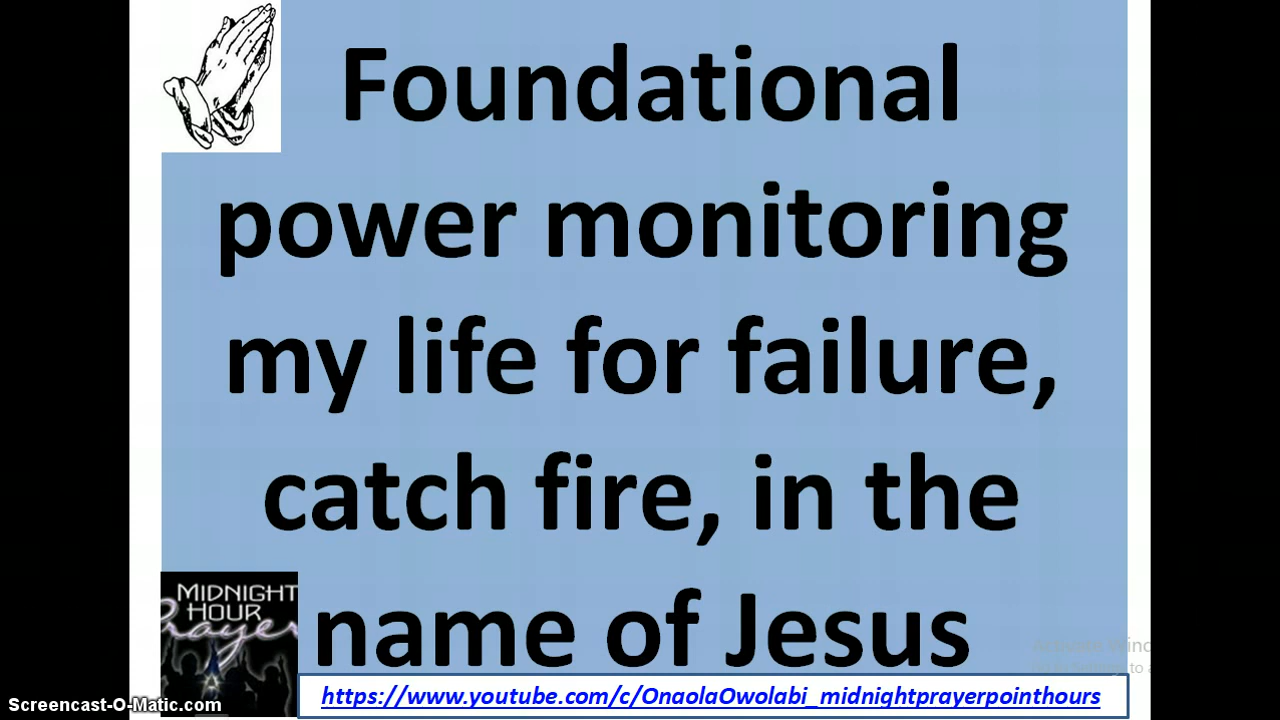 Foundational
power monitoring
my life for failure,
catch fire, in the
name of Jesus
MIDNIGHT
HOUR
Prayer
https://www.youtube.com/c/OnaolaOwolabi_midnightprayerpointhours
Screencast-O-Matic.com